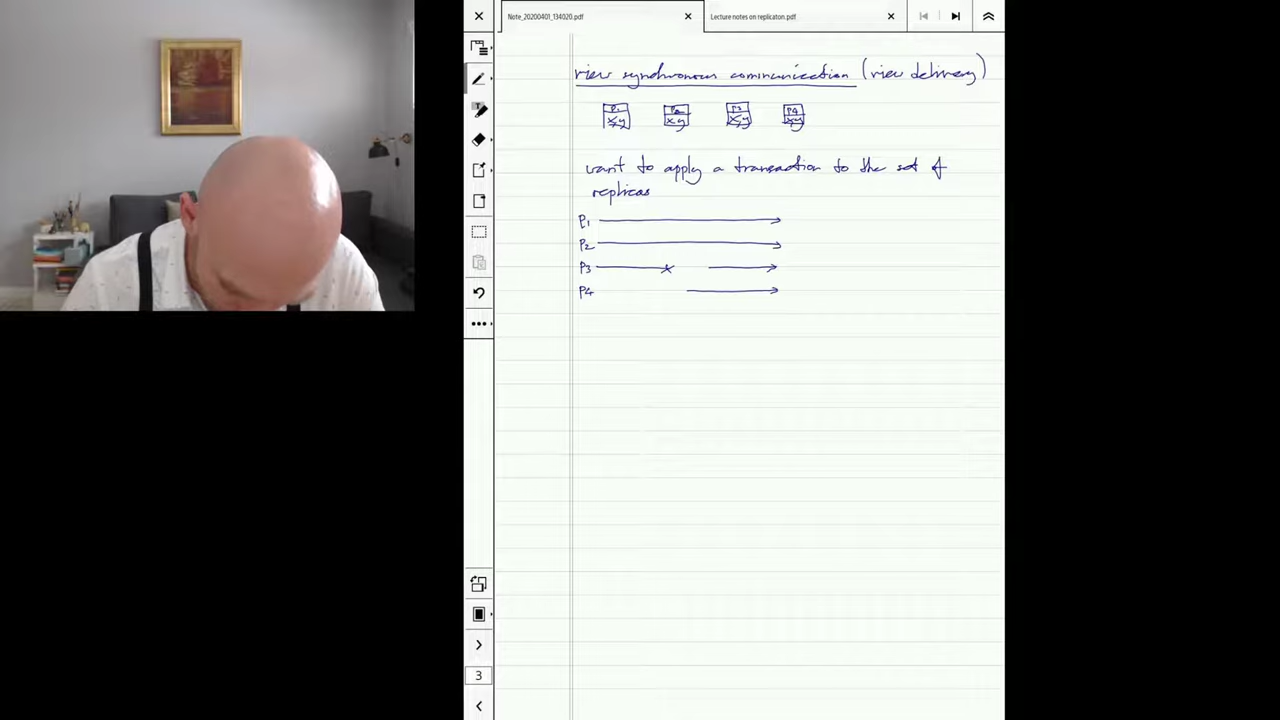 Note_20200401_134020.pdf
Lecture notes on replicaton.pdf
view synchronous communication (view delivery)
P1 P2 P3 P4
x,y x,y x,y x,y
want to apply a transaction to the set of
replicas
P1
P2
P3
P4
3